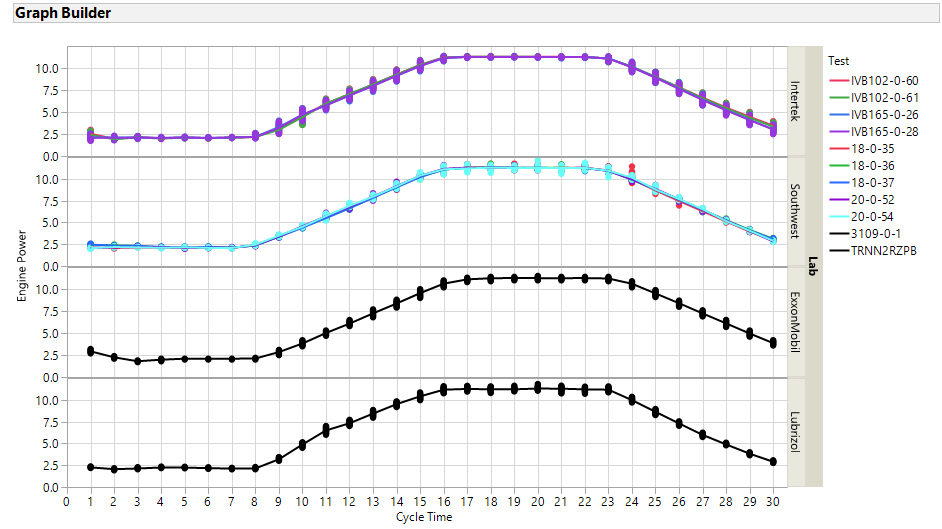 Graph Builder
Engine Power
10.0
7.5
5.0
2.5
0.0
Intertek
10.0
7.5
5.0
2.5
0.0
Southwest
10.0
7.5
5.0
2.5
0.0
ExxonMobil
10.0
7.5
5.0
2.5
0.0
Lubrizol
Lab
0 1 2 3 4 5 6 7 8 9 10 11 12 13 14 15 16 17 18 19 20 21 22 23 24 25 26 27 28 29 30
Cycle Time
Test
IVB102-0-60
IVB102-0-61
IVB165-0-26
IVB165-0-28
18-0-35
18-0-36
18-0-37
20-0-52
20-0-54
3109-0-1
TRNN2RZPB